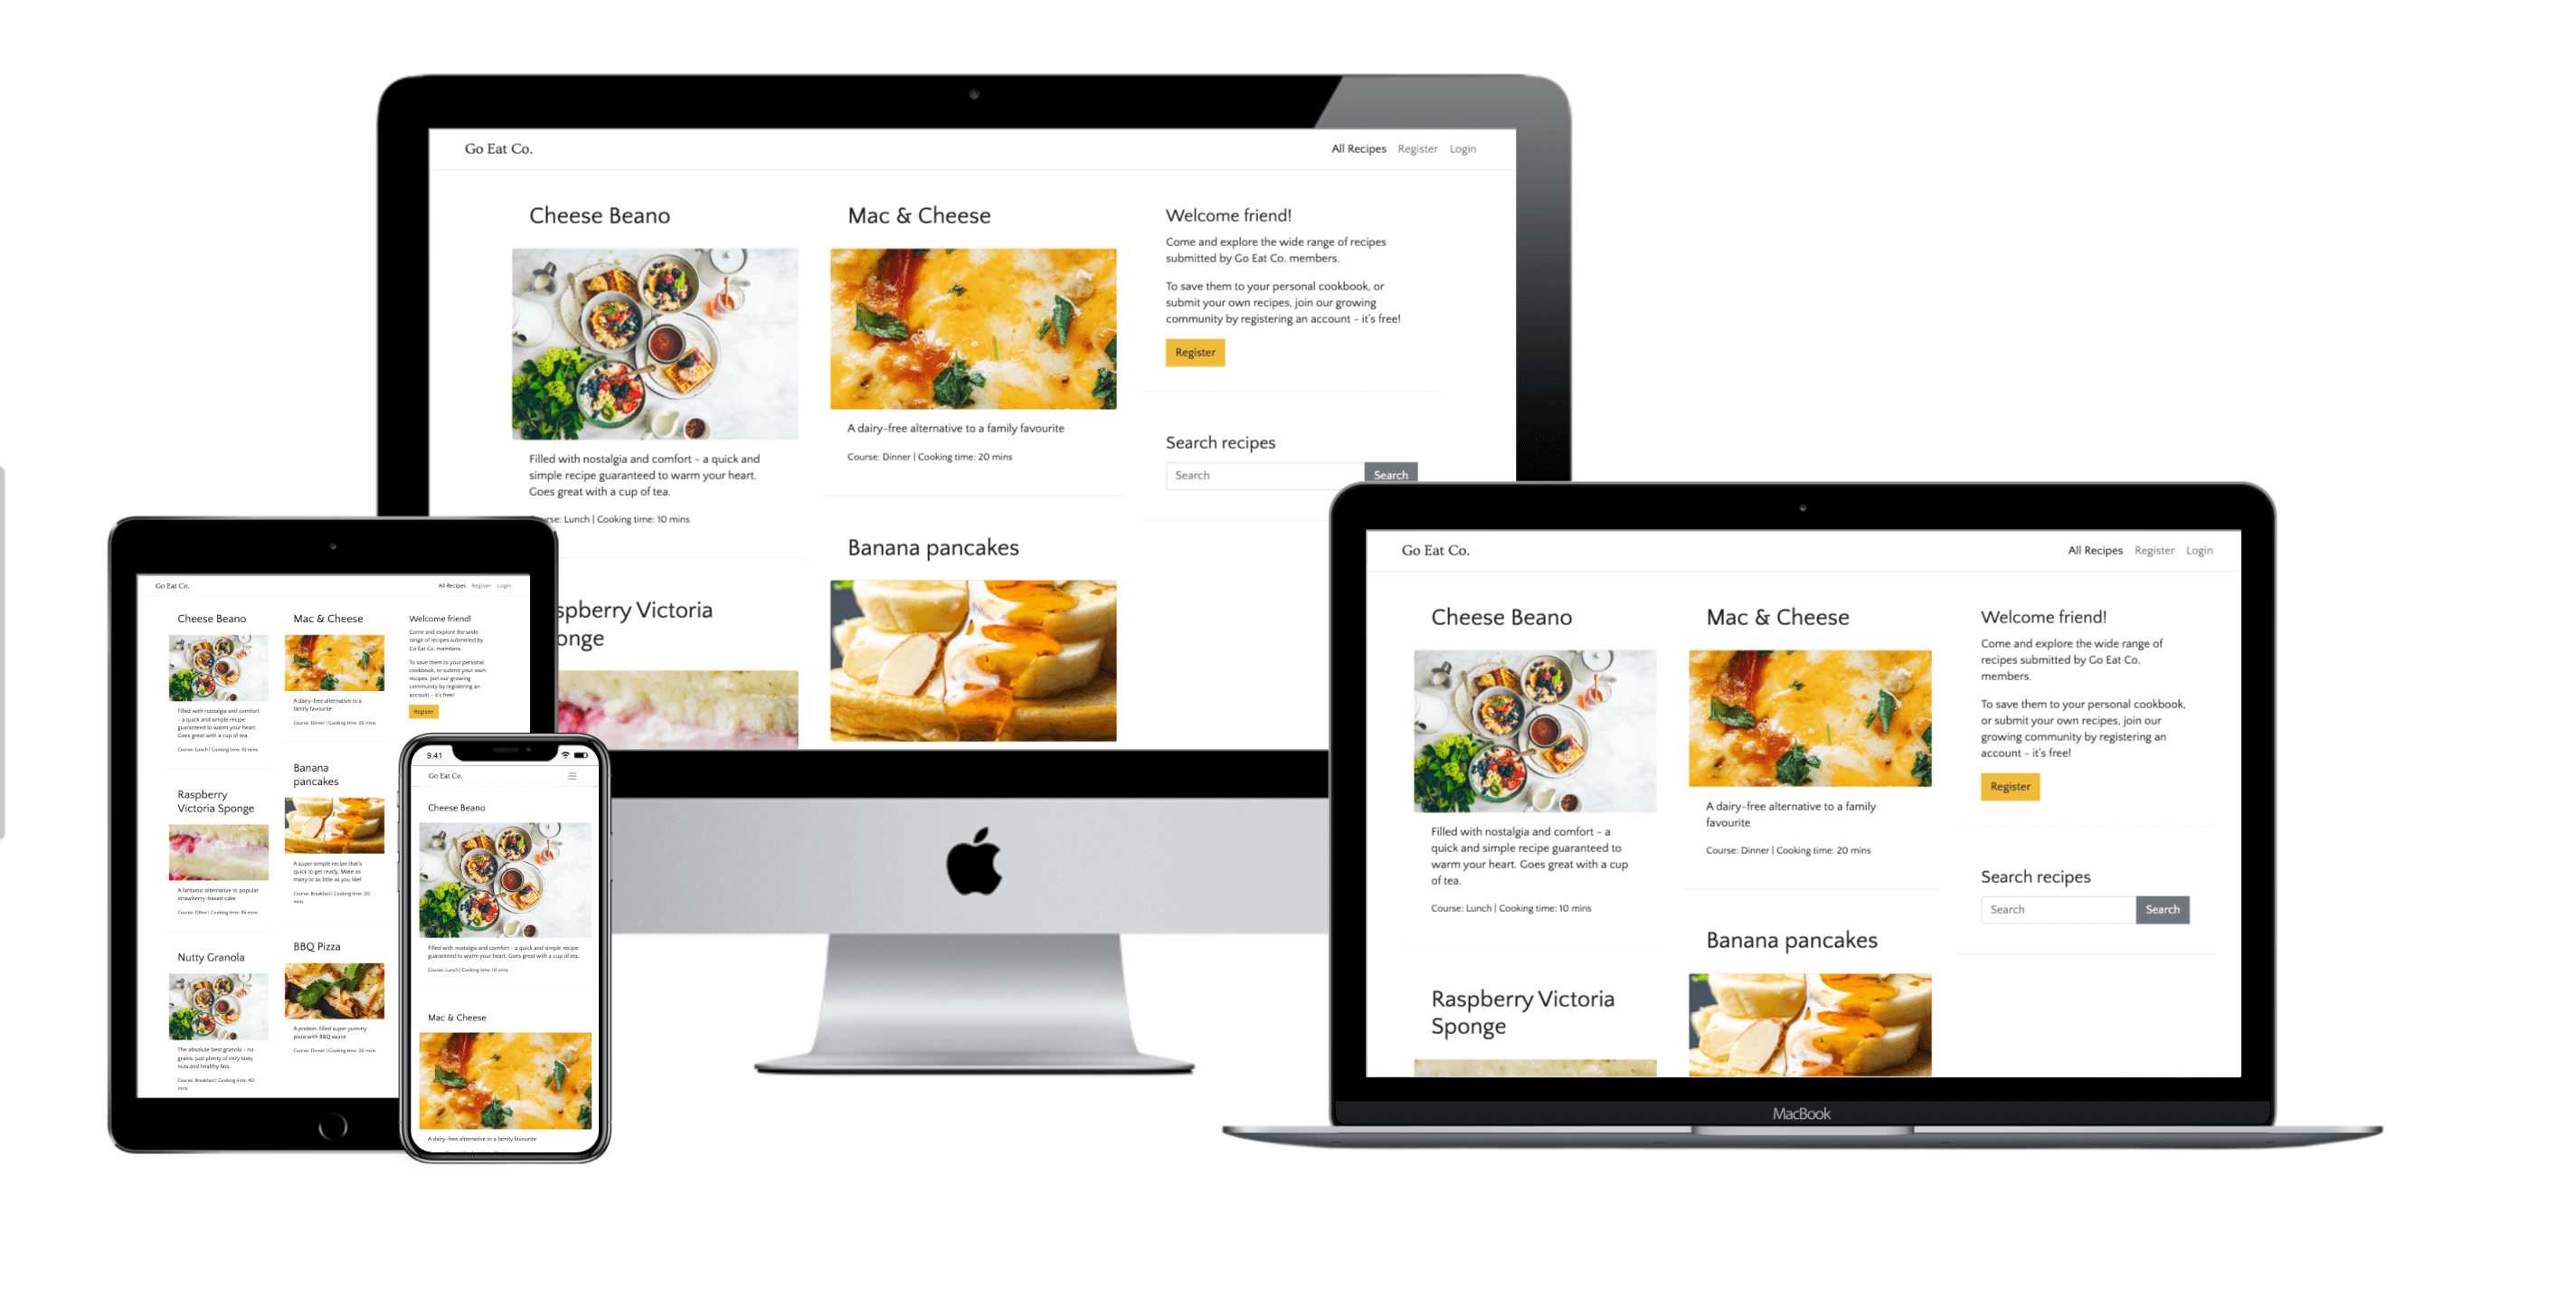 Go Eat Co.
All Recipes Register Login
Cheese Beano
Filled with nostalgia and comfort - a quick and
simple recipe guaranteed to warm your heart.
Goes great with a cup of tea.
Lunch | Cooking time: 10 mins
Victoria
Mac & Cheese
A dairy-free alternative to a family favourite
Course: Dinner | Cooking time: 20 mins
Banana pancakes
Welcome friend!
Come and explore the wide range of recipes
submitted by Go Eat Co. members.
To save them to your personal cookbook, or
submit your own recipes, join our growing
community by registering an account - it's free!
Register
Search recipes
Search Search
Go Eat Co.
All Recipes Register Login
Cheese Beano
Filled with nostalgia and comfort
- a quick and simple recipe
guaranteed to warm your heart.
Goes great with a cup of tea.
Course: Lunch | Cooking time: 10 mins
Raspberry
Victoria Sponge
A fantastic alternative to popular
strawberry-based cake
Course: Other | Cooking time: 45 mins
Nutty Granola
The absolute best granola - no
grains, just plenty of very tasty
nuts and healthy fats.
Course: Breakfast | Cooking time: 40
mins
Mac & Cheese
A dairy-free alternative to a
family favourite
Course: Dinner | Cooking time: 20 mins
Banana
pancakes
A super simple recipe that's
quick to get ready. Make as
many or as little as you like!
Course: Breakfast | Cooking time: 20
mins
BBQ Pizza
A protein-filled super yummy
pizza with BBQ sauce
Course: Dinner | Cooking time: 20 mins
Welcome friend!
Come and explore the wide
range of recipes submitted by
Go Eat Co. members.
To save them to your personal
cookbook, or submit your own
recipes, join our growing
community by registering an
account - it's free!
Register
9.41
Go Eat Co.
Cheese Beano
Filled with nostalgia and comfort - a quick and simple recipe
guaranteed to warm your heart. Goes great with a cup of tea.
Course: Lunch | Cooking time: 10 mins
Mac & Cheese
A dairy-free alternative to a family favourite
Go Eat Co.
All Recipes Register Login
Cheese Beano
Filled with nostalgia and comfort - a
quick and simple recipe guaranteed to
warm your heart. Goes great with a cup
of tea.
Course: Lunch | Cooking time: 10 mins
Raspberry Victoria
Sponge
Mac & Cheese
A dairy-free alternative to a family
favourite
Course: Dinner | Cooking time: 20 mins
Banana pancakes
Welcome friend!
Come and explore the wide range of
recipes submitted by Go Eat Co.
members.
To save them to your personal cookbook,
or submit your own recipes, join our
growing community by registering an
account - it's free!
Register
Search recipes
Search Search
MacBook